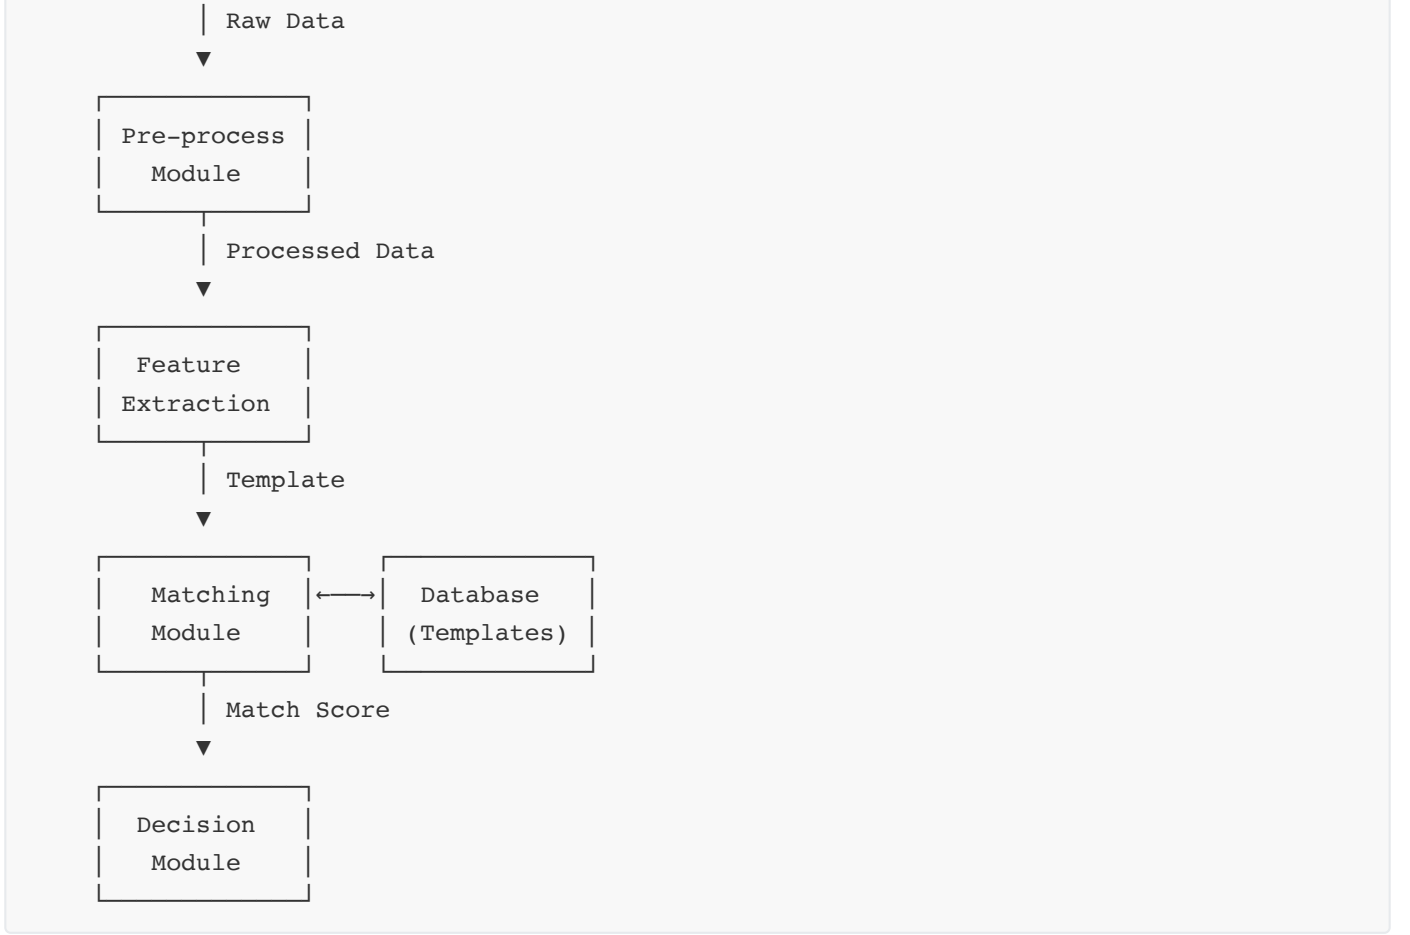 Raw Data
Pre-process
Module
Processed Data
Feature
Extraction
Template
Matching
Module
Database
(Templates)
Match Score
Decision
Module